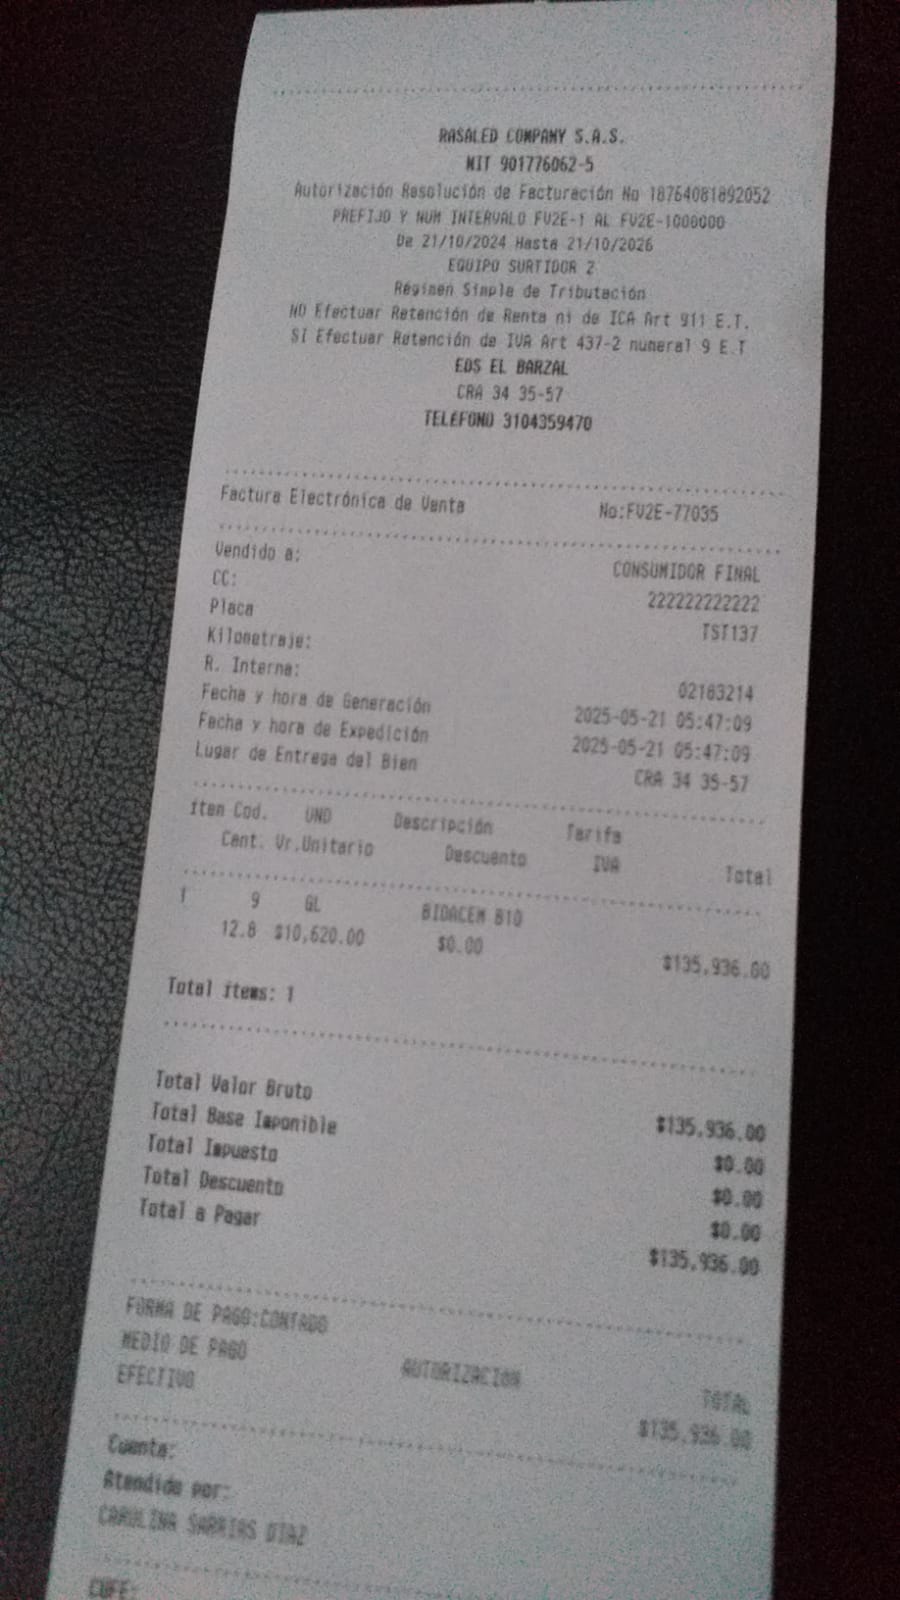 RASALED COMPANY S.A.S.
NIT 901776062-5
Autorización Resolución de Facturación No 18764081892052
PREFIJO Y NUM INTERVALO FV2E-1 AL FV2E-1000000
De 21/10/2024 Hasta 21/10/2026
EQUIPO SURTIDOR 2
Régimen Simple de Tributación
NO Efectuar Retención de Renta ni de ICA Art 911 E.T.
SI Efectuar Retención de IVA Art 437-2 numeral 9 E.T
EDS EL BARZAL
CRA 34 35-57
TELÉFONO 3104359470
Factura Electrónica de Venta No:FV2E-77035
Vendido a: CONSUMIDOR FINAL
CC: 222222222222
Placa TST137
Kilometraje:
R. Interna: 02183214
Fecha y hora de Generación 2025-05-21 05:47:09
Fecha y hora de Expedición 2025-05-21 05:47:09
Lugar de Entrega del Bien CRA 34 35-57
ítem Cod. UND Descripción Tarifa
Cant. Vr.Unitario Descuento IVA Total
1 9 GL BIOACEM B10
12.8 $10,620.00 $0.00 $135,936.00
Total ítems: 1
Total Valor Bruto $135,936.00
Total Base Imponible $0.00
Total Impuesto $0.00
Total Descuento $0.00
Total a Pagar $135,936.00
FORMA DE PAGO:CONTADO
MEDIO DE PAGO AUTORIZACION TOTAL
EFECTIVO $135,936.00
Cuenta:
Atendido por:
CAROLINA SARRIAS DIAZ
CUFE: